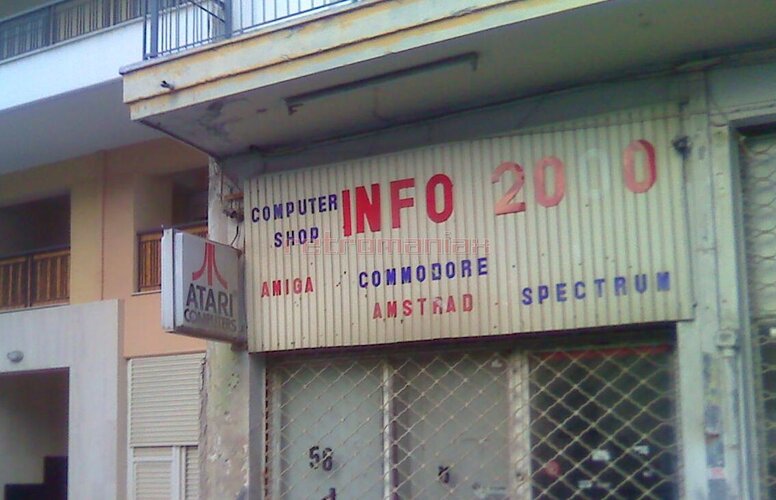 COMPUTER
SHOP
INFO 2000
retromaniax
AMIGA
COMMODORE
AMSTRAD
SPECTRUM
ATARI
COMPUTERS
56